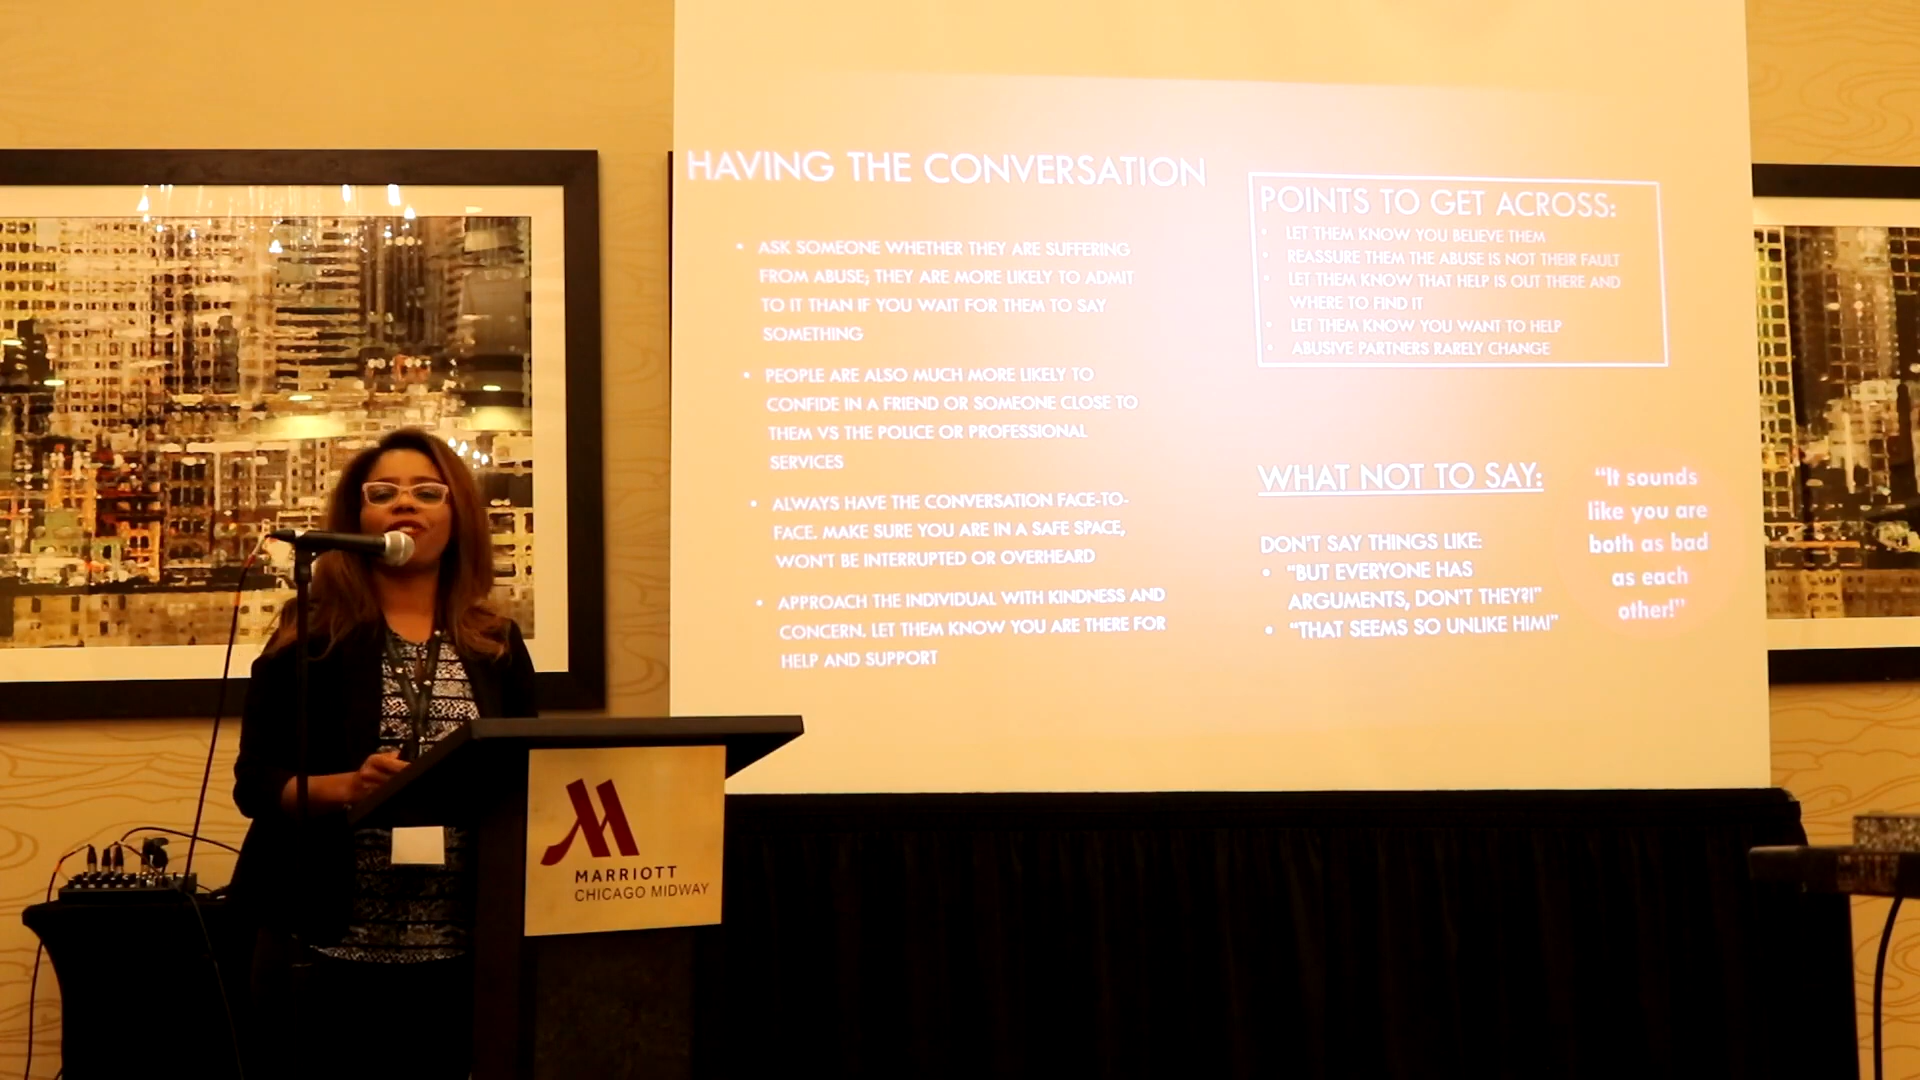 HAVING THE CONVERSATION
• ASK SOMEONE WHETHER THEY ARE SUFFERING
FROM ABUSE; THEY ARE MORE LIKELY TO ADMIT
TO IT THAN IF YOU WAIT FOR THEM TO SAY
SOMETHING
• PEOPLE ARE ALSO MUCH MORE LIKELY TO
CONFIDE IN A FRIEND OR SOMEONE CLOSE TO
THEM VS THE POLICE OR PROFESSIONAL
SERVICES
• ALWAYS HAVE THE CONVERSATION FACE-TO-
FACE. MAKE SURE YOU ARE IN A SAFE SPACE,
WON'T BE INTERRUPTED OR OVERHEARD
• APPROACH THE INDIVIDUAL WITH KINDNESS AND
CONCERN. LET THEM KNOW YOU ARE THERE FOR
HELP AND SUPPORT
POINTS TO GET ACROSS:
• LET THEM KNOW YOU BELIEVE THEM
• REASSURE THEM THE ABUSE IS NOT THEIR FAULT
• LET THEM KNOW THAT HELP IS OUT THERE AND
WHERE TO FIND IT
• LET THEM KNOW YOU WANT TO HELP
• ABUSIVE PARTNERS RARELY CHANGE
WHAT NOT TO SAY:
DON'T SAY THINGS LIKE:
• "BUT EVERYONE HAS
ARGUMENTS, DON'T THEY?!"
• "THAT SEEMS SO UNLIKE HIM!"
“It sounds
like you are
both as bad
as each
other!”
MARRIOTT
CHICAGO MIDWAY